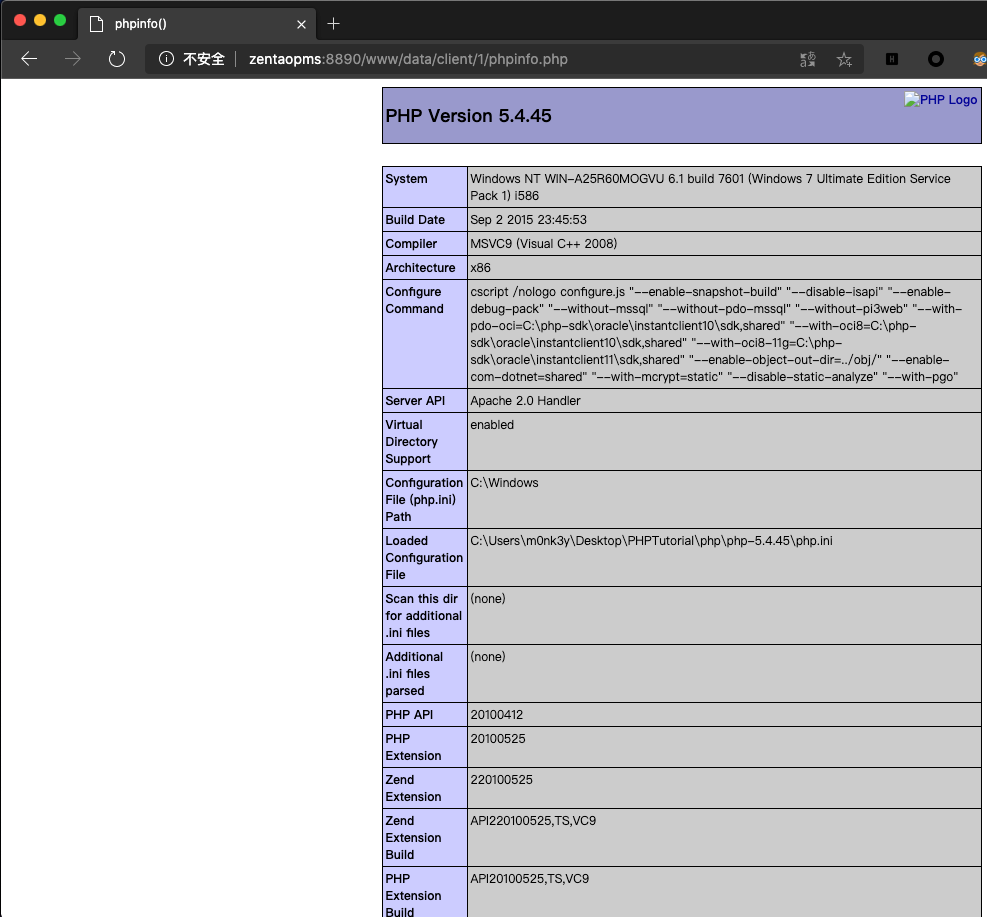 phpinfo()
不安全 zentaopms:8890/www/data/client/1/phpinfo.php
PHP Version 5.4.45
PHP Logo
System
Windows NT WIN-A25R60MOGVU 6.1 build 7601 (Windows 7 Ultimate Edition Service
Pack 1) i586
Build Date
Sep 2 2015 23:45:53
Compiler
MSVC9 (Visual C++ 2008)
Architecture
x86
Configure
Command
cscript /nologo configure.js "--enable-snapshot-build" "--disable-isapi" "--enable-
debug-pack" "--without-mssql" "--without-pdo-mssql" "--without-pi3web" "--with-
pdo-oci=C:\php-sdk\oracle\instantclient10\sdk,shared" "--with-oci8=C:\php-
sdk\oracle\instantclient10\sdk,shared" "--with-oci8-11g=C:\php-
sdk\oracle\instantclient11\sdk,shared" "--enable-object-out-dir=../obj/" "--enable-
com-dotnet=shared" "--with-mcrypt=static" "--disable-static-analyze" "--with-pgo"
Server API
Apache 2.0 Handler
Virtual
Directory
Support
enabled
Configuration
File (php.ini)
Path
C:\Windows
Loaded
Configuration
File
C:\Users\m0nk3y\Desktop\PHPTutorial\php\php-5.4.45\php.ini
Scan this dir
for additional
.ini files
(none)
Additional
.ini files
parsed
(none)
PHP API
20100412
PHP
Extension
20100525
Zend
Extension
220100525
Zend
Extension
Build
API220100525,TS,VC9
PHP
Extension
Build
API20100525,TS,VC9